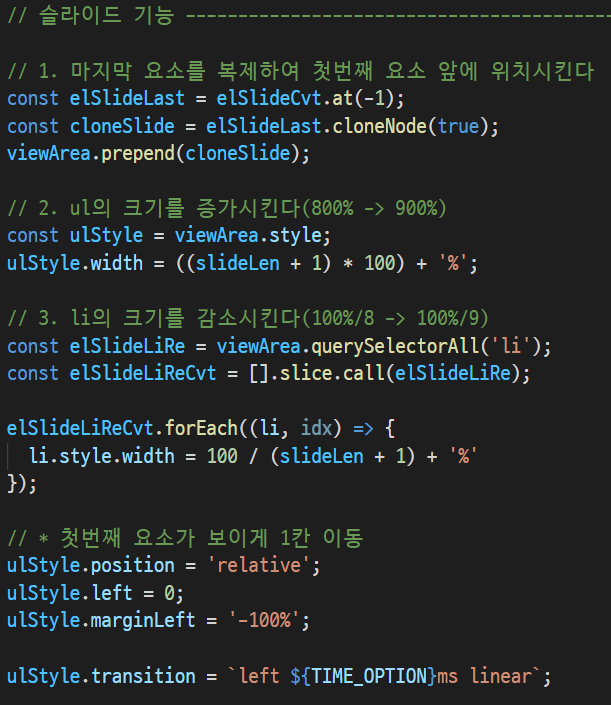 // 슬라이드 기능 ----------------------------------------
// 1. 마지막 요소를 복제하여 첫번째 요소 앞에 위치시킨다
const elSlideLast = elSlideCvt.at(-1);
const cloneSlide = elSlideLast.cloneNode(true);
viewArea.prepend(cloneSlide);
// 2. ul의 크기를 증가시킨다(800% -> 900%)
const ulStyle = viewArea.style;
ulStyle.width = ((slideLen + 1) * 100) + '%';
// 3. li의 크기를 감소시킨다(100%/8 -> 100%/9)
const elSlideLiRe = viewArea.querySelectorAll('li');
const elSlideLiReCvt = [].slice.call(elSlideLiRe);
elSlideLiReCvt.forEach((li, idx) => {
li.style.width = 100 / (slideLen + 1) + '%'
});
// * 첫번째 요소가 보이게 1칸 이동
ulStyle.position = 'relative';
ulStyle.left = 0;
ulStyle.marginLeft = '-100%';
ulStyle.transition = `left ${TIME_OPTION}ms linear`;